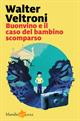 Walter
Veltroni
Buonvino e il
caso del bambino
scomparso
Marsilio